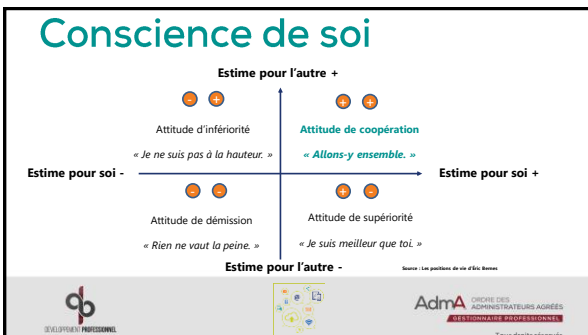 Conscience de soi
Estime pour l'autre +
- +
+ +
Attitude d'infériorité
Attitude de coopération
« Je ne suis pas à la hauteur. »
« Allons-y ensemble. »
Estime pour soi -
Estime pour soi +
- -
+ -
Attitude de démission
Attitude de supériorité
« Rien ne vaut la peine. »
« Je suis meilleur que toi. »
Estime pour l'autre -
Source : Les positions de vie d'Éric Bernes
DÉVELOPPEMENT PROFESSIONNEL
AdmA ORDRE DES
ADMINISTRATEURS AGRÉÉS
GESTIONNAIRE PROFESSIONNEL